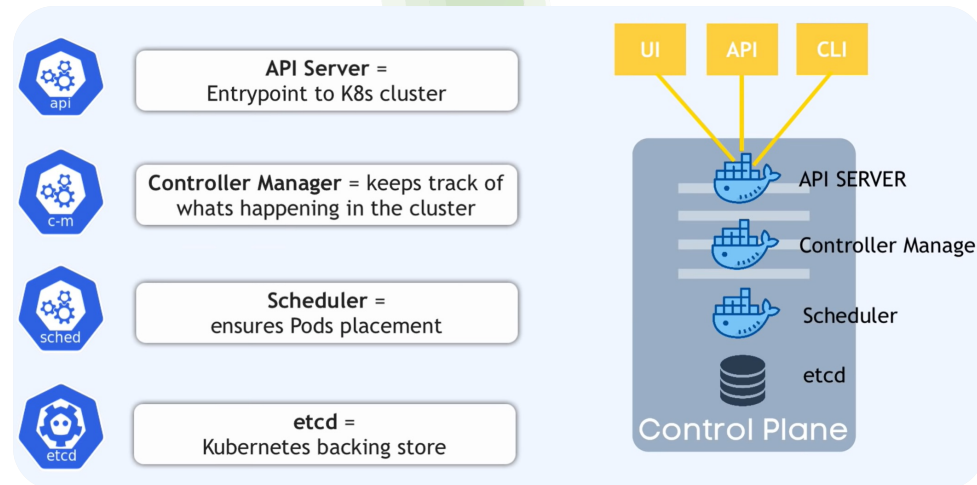 api
API Server =
Entrypoint to K8s cluster
c-m
Controller Manager = keeps track of
whats happening in the cluster
sched
Scheduler =
ensures Pods placement
etcd
etcd =
Kubernetes backing store
UI
API
CLI
API SERVER
Controller Manage
Scheduler
etcd
Control Plane